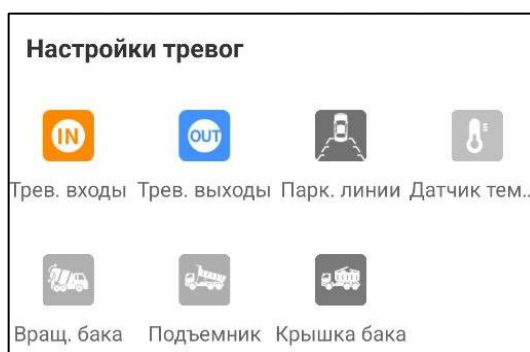 Настройки тревог
IN OUT
Трев. входы Трев. выходы Парк. линии Датчик тем..
Вращ. бака Подъемник Крышка бака